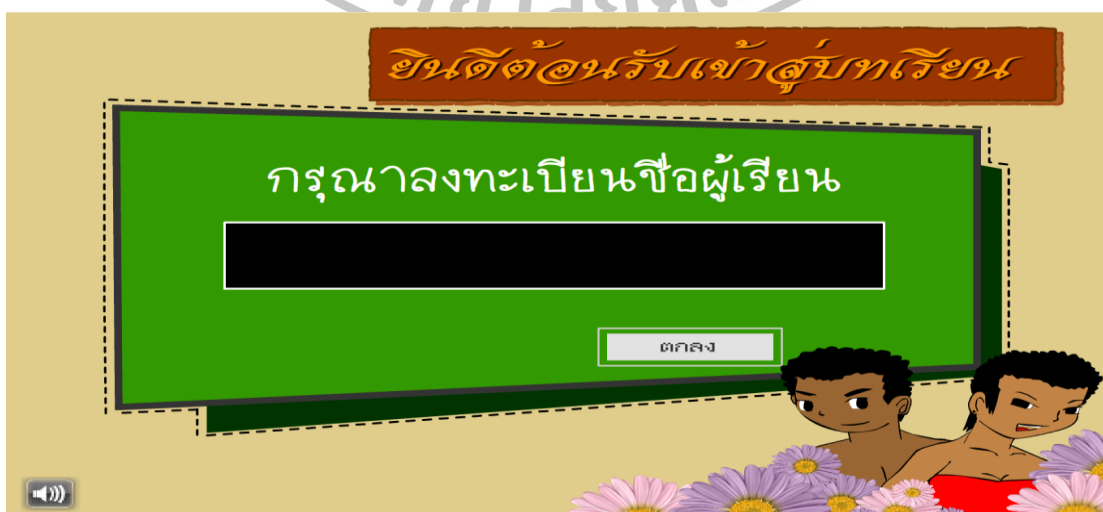 ยินดีต้อนรับเข้าสู่บทเรียน
กรุณาลงทะเบียนชื่อผู้เรียน
ตกลง